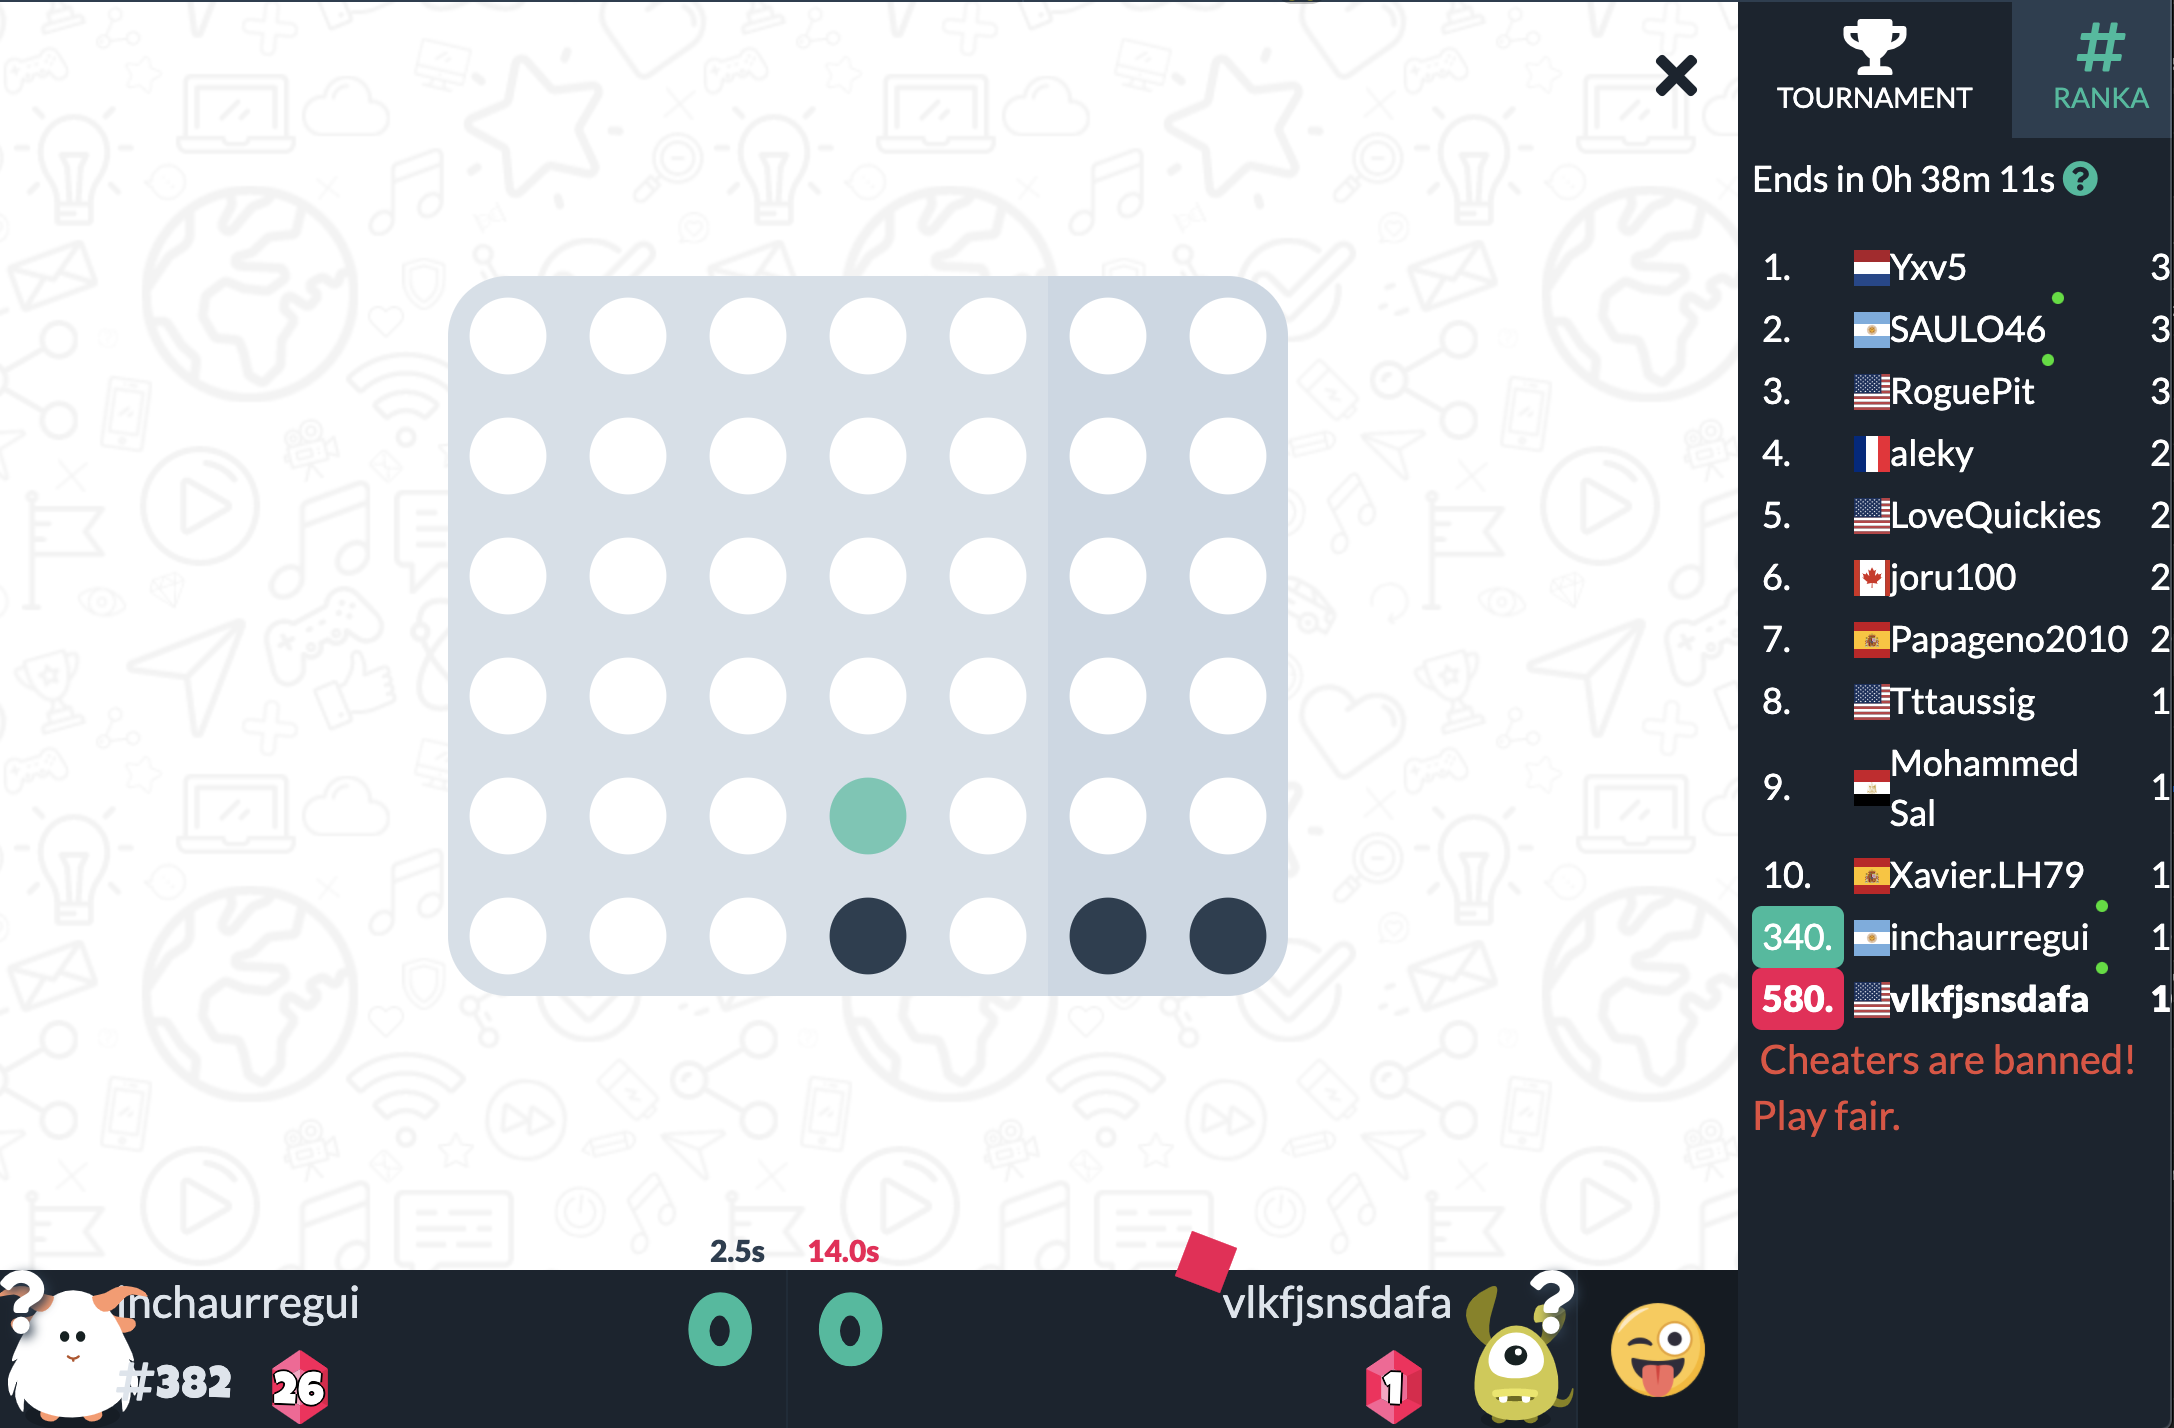 TOURNAMENT
# RANKA
Ends in 0h 38m 11s ?
1. Yxv5 3
2. SAULO46 3
3. RoguePit 3
4. aleky 2
5. LoveQuickies 2
6. joru100 2
7. Papageno2010 2
8. Tttaussig 1
9. Mohammed Sal 1
10. Xavier.LH79 1
340. inchaurregui 1
580. vlkfjsnsdafa 1
Cheaters are banned!
Play fair.
2.5s 14.0s
? inchaurregui
0 0
vlkfjsnsdafa ?
#382 26
1